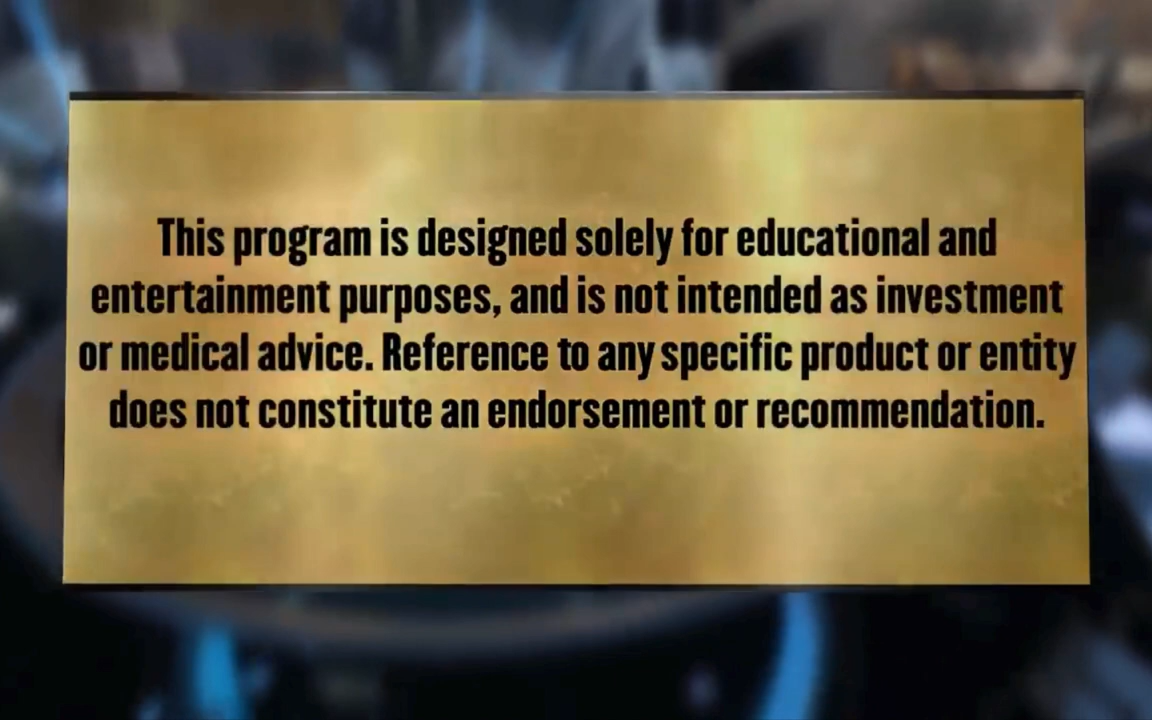 This program is designed solely for educational and
entertainment purposes, and is not intended as investment
or medical advice. Reference to any specific product or entity
does not constitute an endorsement or recommendation.